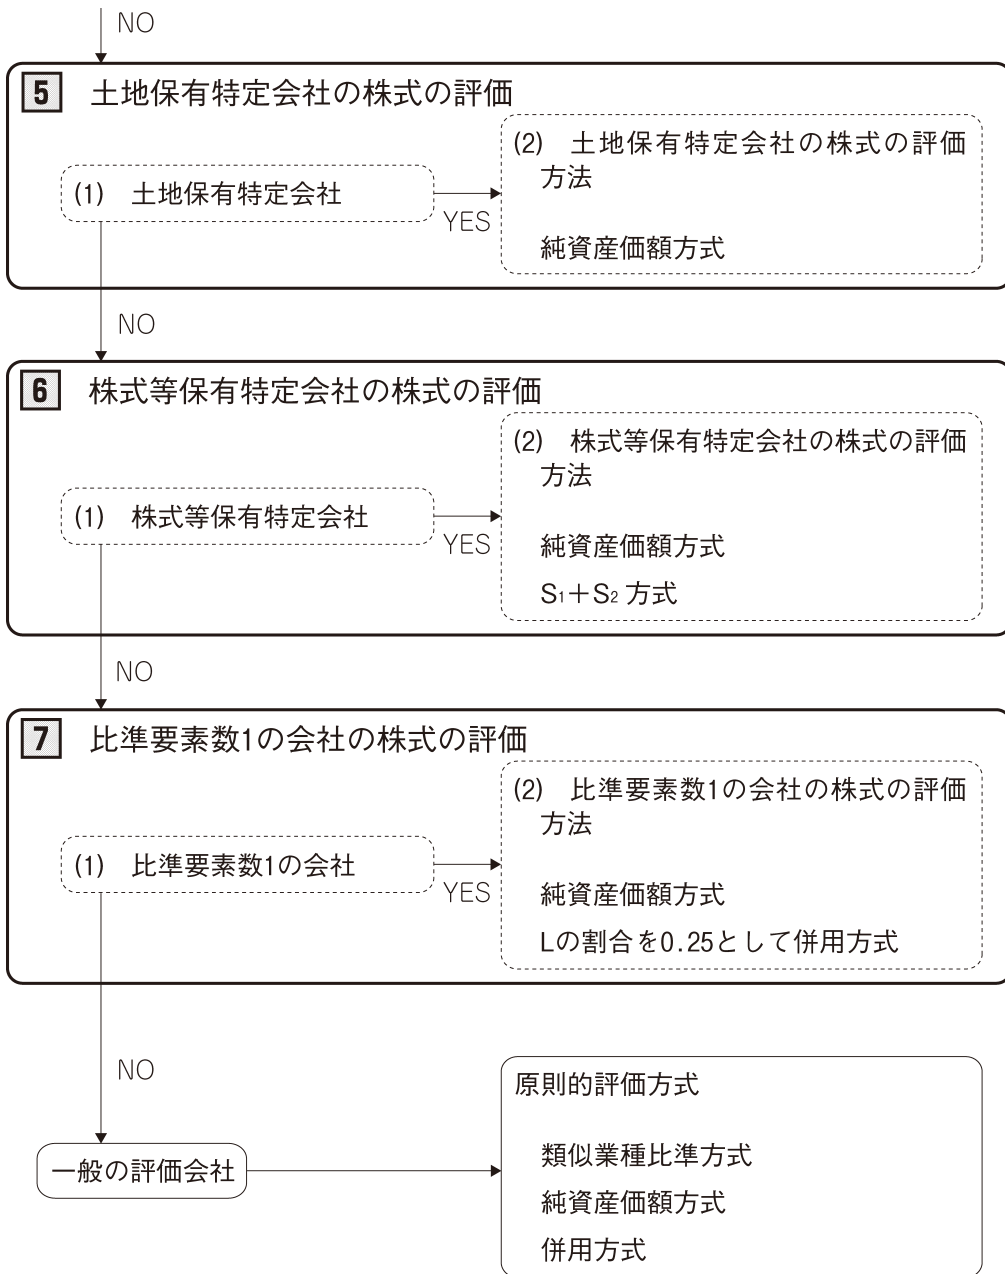 NO
5 土地保有特定会社の株式の評価
(1) 土地保有特定会社
YES
(2) 土地保有特定会社の株式の評価
方法
純資産価額方式
NO
6 株式等保有特定会社の株式の評価
(1) 株式等保有特定会社
YES
(2) 株式等保有特定会社の株式の評価
方法
純資産価額方式
S₁+S₂ 方式
NO
7 比準要素数1の会社の株式の評価
(1) 比準要素数1の会社
YES
(2) 比準要素数1の会社の株式の評価
方法
純資産価額方式
Lの割合を0.25として併用方式
NO
一般の評価会社
原則的評価方式
類似業種比準方式
純資産価額方式
併用方式